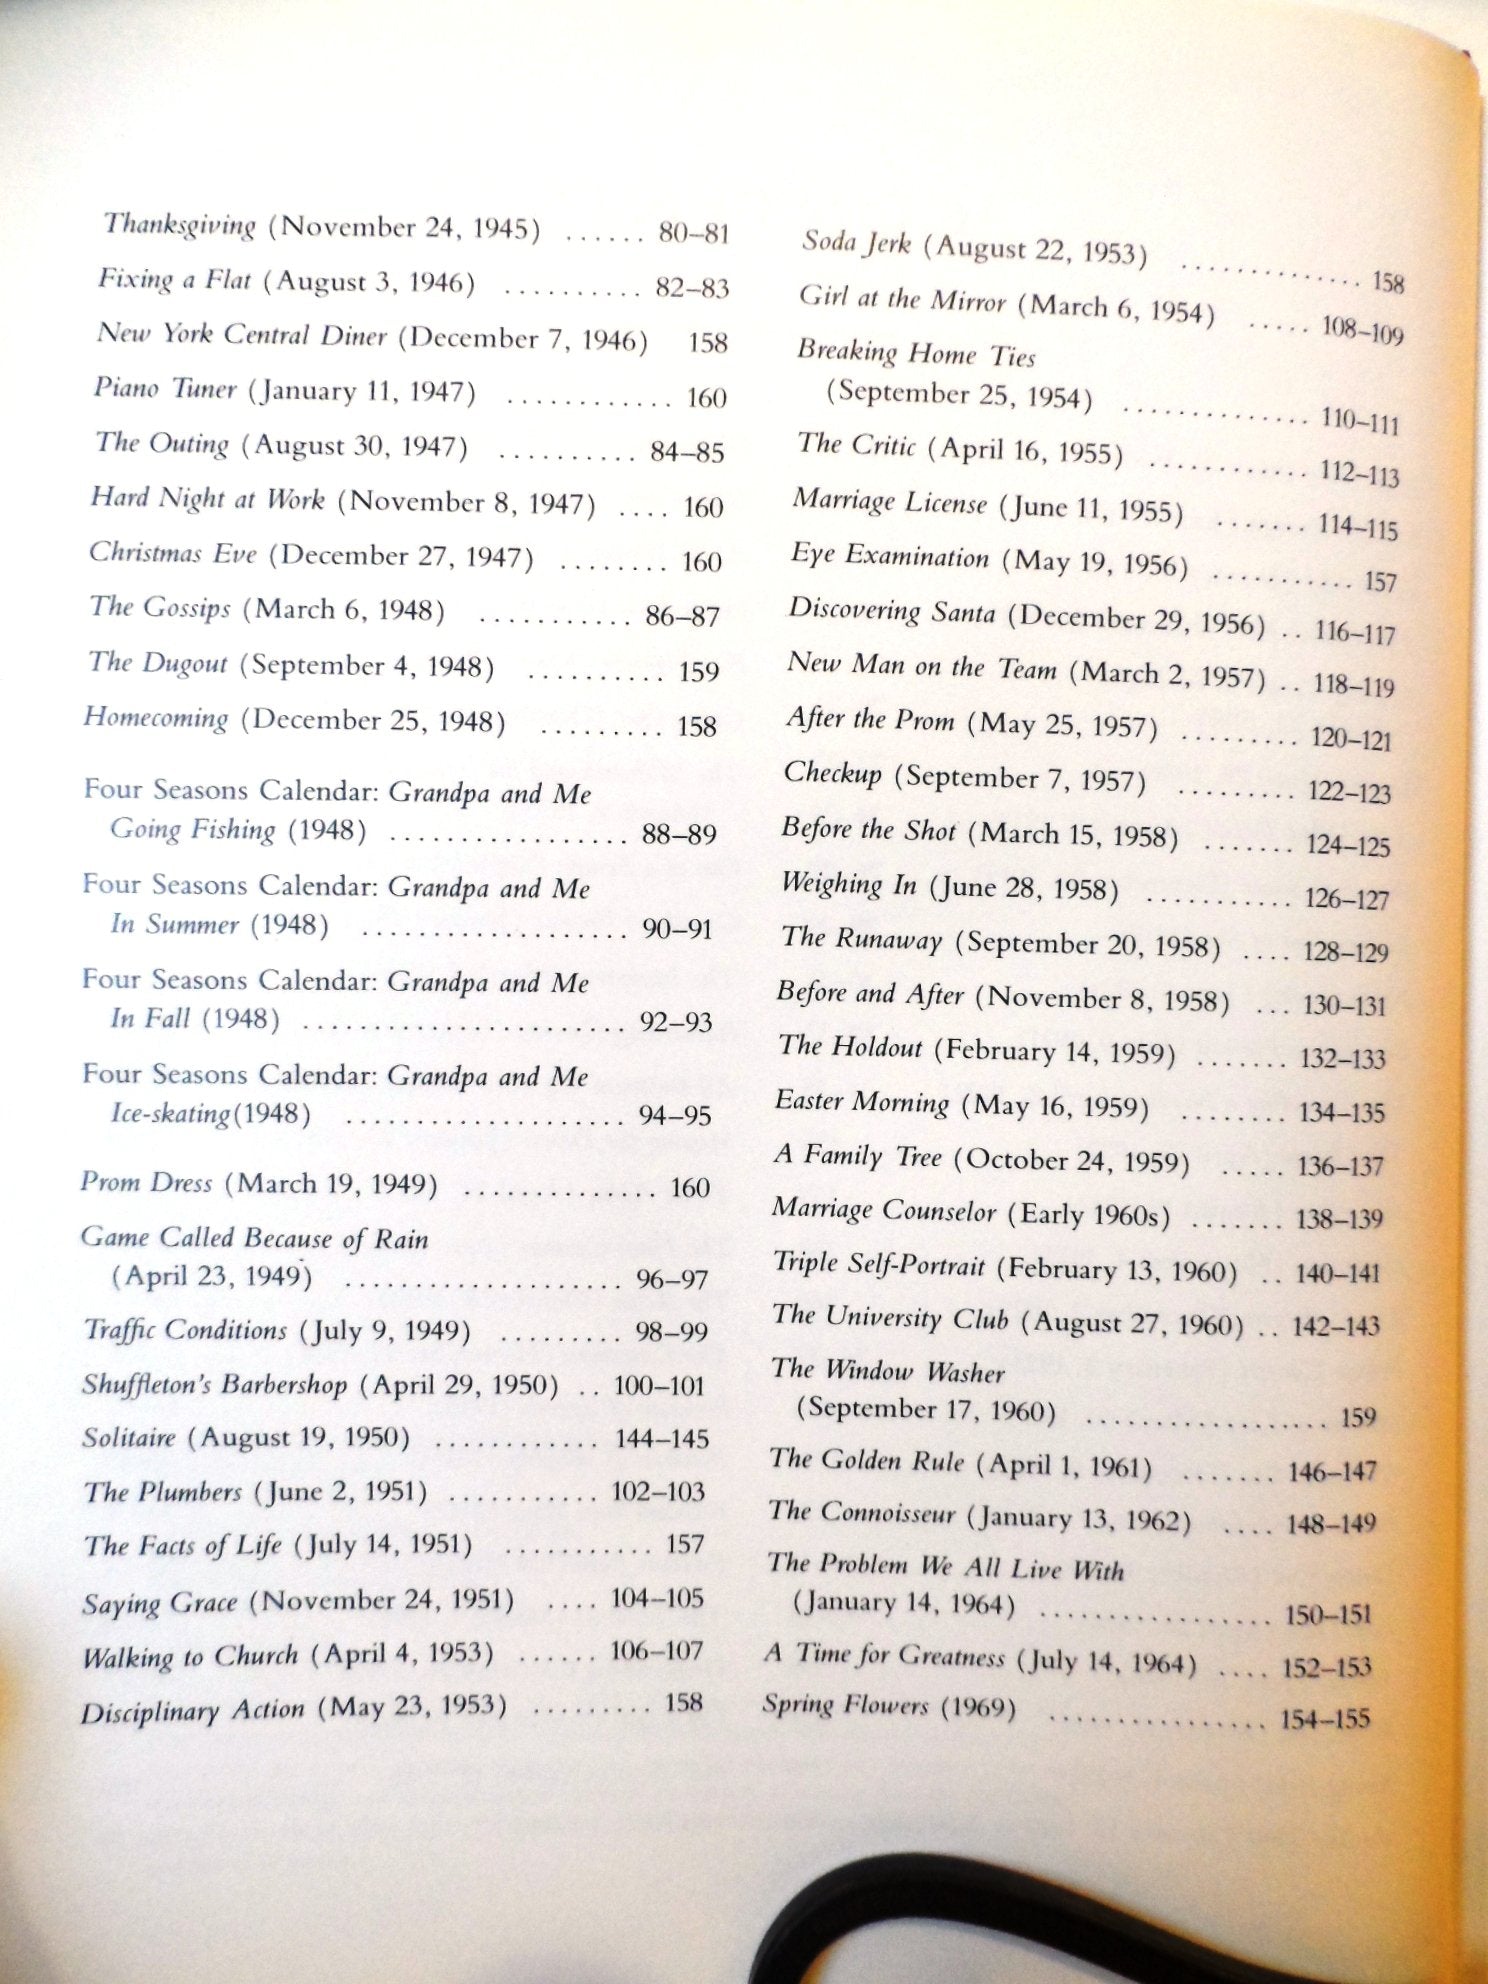 Thanksgiving (November 24, 1945) ...... 80–81
Fixing a Flat (August 3, 1946) .......... 82–83
New York Central Diner (December 7, 1946) 158
Piano Tuner (January 11, 1947) ............ 160
The Outing (August 30, 1947) .......... 84–85
Hard Night at Work (November 8, 1947) .... 160
Christmas Eve (December 27, 1947) ........ 160
The Gossips (March 6, 1948) ........... 86–87
The Dugout (September 4, 1948) .......... 159
Homecoming (December 25, 1948) ......... 158
Four Seasons Calendar: Grandpa and Me
Going Fishing (1948) ................. 88–89
Four Seasons Calendar: Grandpa and Me
In Summer (1948) ................... 90–91
Four Seasons Calendar: Grandpa and Me
In Fall (1948) ....................... 92–93
Four Seasons Calendar: Grandpa and Me
Ice-skating(1948) .................... 94–95
Prom Dress (March 19, 1949) .............. 160
Game Called Because of Rain
(April 23, 1949) .................... 96–97
Traffic Conditions (July 9, 1949) ......... 98–99
Shuffleton's Barbershop (April 29, 1950) .. 100–101
Solitaire (August 19, 1950) ............ 144–145
The Plumbers (June 2, 1951) ........... 102–103
The Facts of Life (July 14, 1951) ........... 157
Saying Grace (November 24, 1951) .... 104–105
Walking to Church (April 4, 1953) ...... 106–107
Disciplinary Action (May 23, 1953) ......... 158
Soda Jerk (August 22, 1953) ............. 158
Girl at the Mirror (March 6, 1954) ..... 108–109
Breaking Home Ties
(September 25, 1954) .............. 110–111
The Critic (April 16, 1955) ............ 112–113
Marriage License (June 11, 1955) ....... 114–115
Eye Examination (May 19, 1956) ........... 157
Discovering Santa (December 29, 1956) .. 116–117
New Man on the Team (March 2, 1957) .. 118–119
After the Prom (May 25, 1957) ......... 120–121
Checkup (September 7, 1957) ......... 122–123
Before the Shot (March 15, 1958) ....... 124–125
Weighing In (June 28, 1958) ........... 126–127
The Runaway (September 20, 1958) .... 128–129
Before and After (November 8, 1958) ... 130–131
The Holdout (February 14, 1959) ....... 132–133
Easter Morning (May 16, 1959) ........ 134–135
A Family Tree (October 24, 1959) ..... 136–137
Marriage Counselor (Early 1960s) ....... 138–139
Triple Self-Portrait (February 13, 1960) .. 140–141
The University Club (August 27, 1960) .. 142–143
The Window Washer
(September 17, 1960) .................. 159
The Golden Rule (April 1, 1961) ....... 146–147
The Connoisseur (January 13, 1962) .... 148–149
The Problem We All Live With
(January 14, 1964) ................. 150–151
A Time for Greatness (July 14, 1964) .... 152–153
Spring Flowers (1969) ................ 154–155